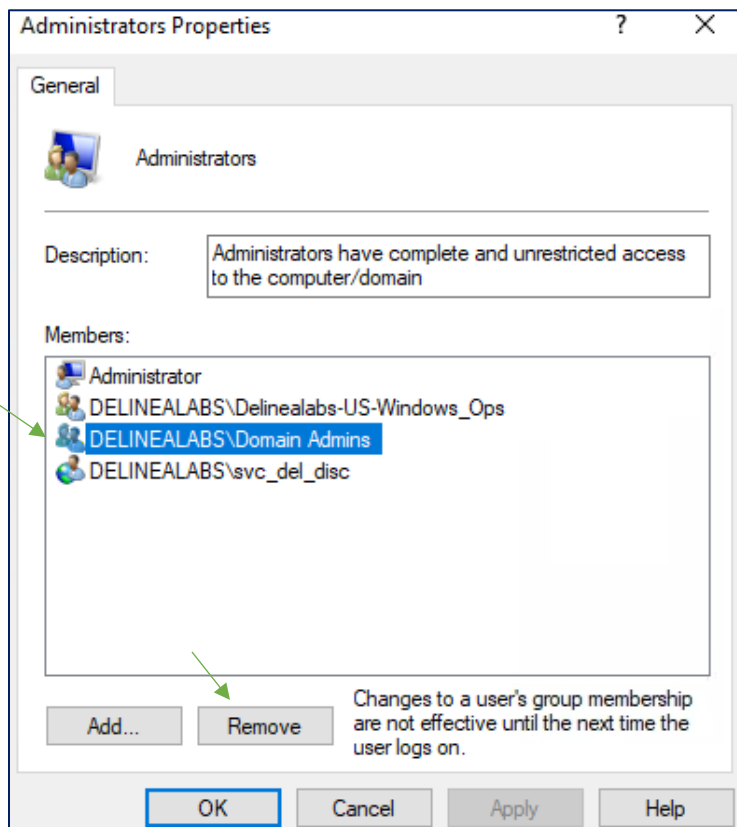 Administrators Properties
?
General
Administrators
Description:
Administrators have complete and unrestricted access
to the computer/domain
Members:
Administrator
DELINEALABS\Delinealabs-US-Windows_Ops
DELINEALABS\Domain Admins
DELINEALABS\svc_del_disc
Add...
Remove
Changes to a user's group membership
are not effective until the next time the
user logs on.
OK
Cancel
Apply
Help